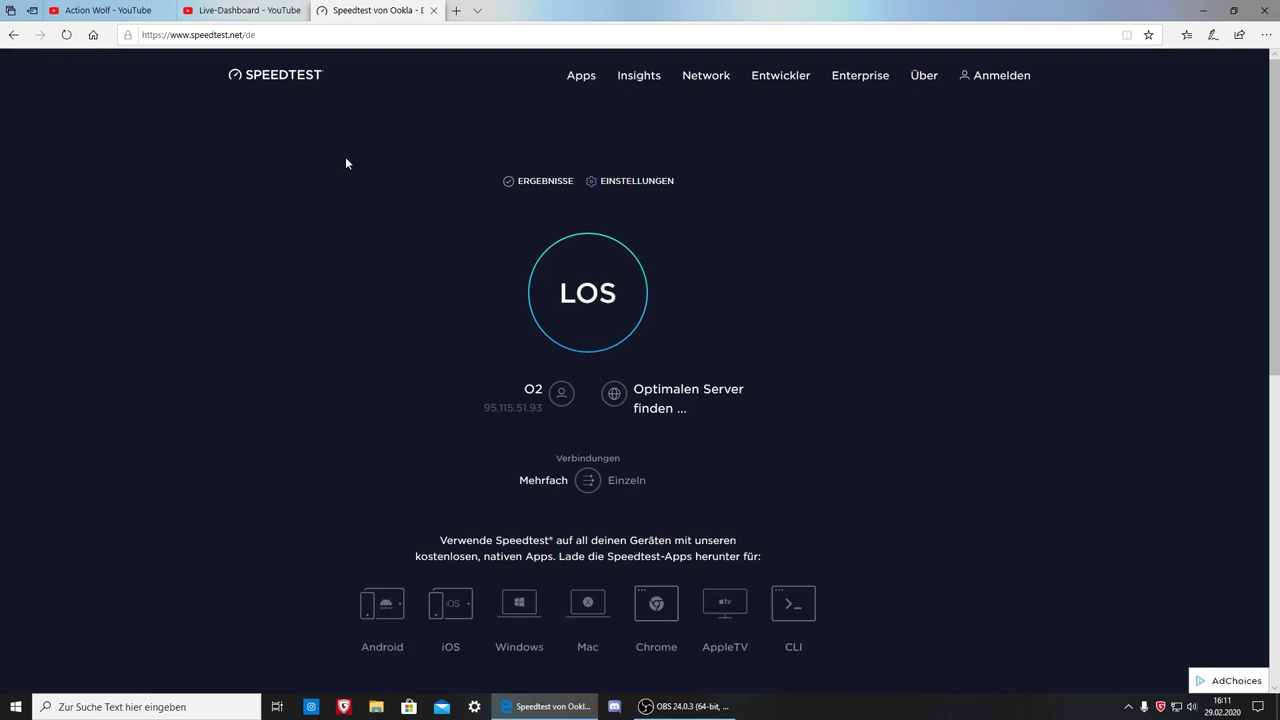 Action Wolf - YouTube
Live-Dashboard - YouTube
Speedtest von Ookla - D
https://www.speedtest.net/de
SPEEDTEST
Apps Insights Network Entwickler Enterprise Über Anmelden
ERGEBNISSE EINSTELLUNGEN
LOS
O2
95.115.51.93
Optimalen Server
finden ...
Verbindungen
Mehrfach Einzeln
Verwende Speedtest® auf all deinen Geräten mit unseren
kostenlosen, nativen Apps. Lade die Speedtest-Apps herunter für:
iOS
tv
Android iOS Windows Mac Chrome AppleTV CLI
AdChoices
Zur Suche Text hier eingeben
Speedtest von Ookl...
OBS 24.0.3 (64-bit, ...
16:11
29.02.2020